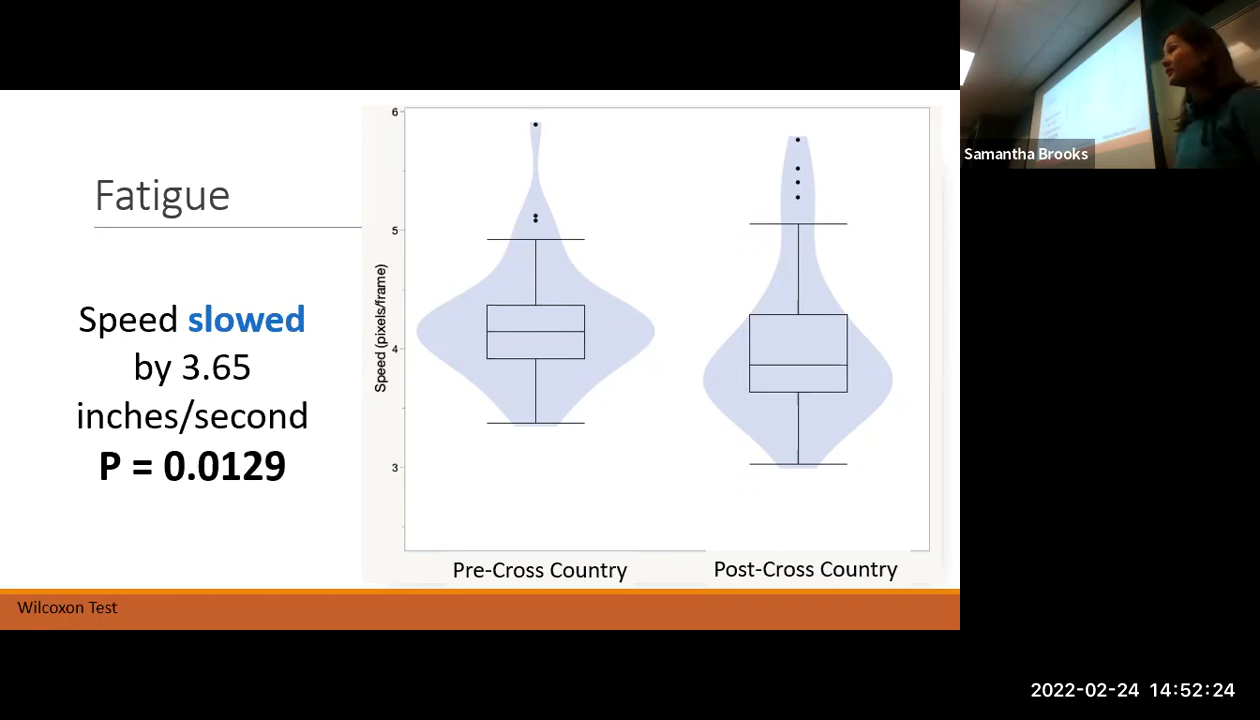 Fatigue
Speed slowed
by 3.65
inches/second
P = 0.0129
Speed (pixels/frame)
6
5
4
3
Pre-Cross Country
Post-Cross Country
Wilcoxon Test
Samantha Brooks
2022-02-24 14:52:24